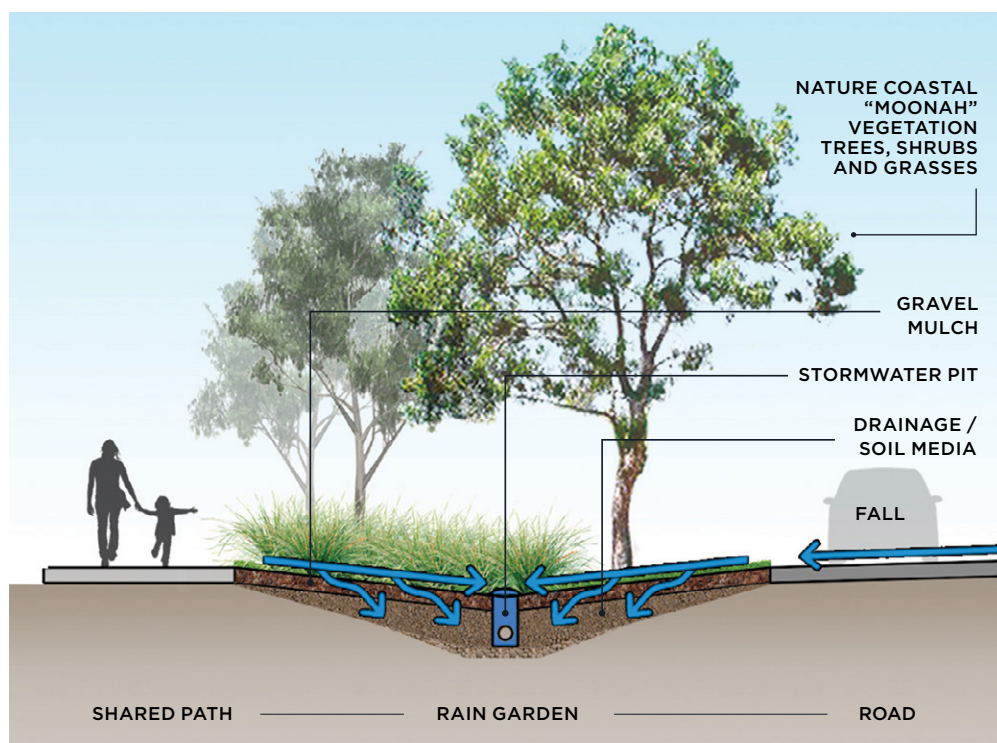 NATURE COASTAL
“MOONAH”
VEGETATION
TREES, SHRUBS
AND GRASSES
GRAVEL
MULCH
STORMWATER PIT
DRAINAGE /
SOIL MEDIA
FALL
SHARED PATH
RAIN GARDEN
ROAD